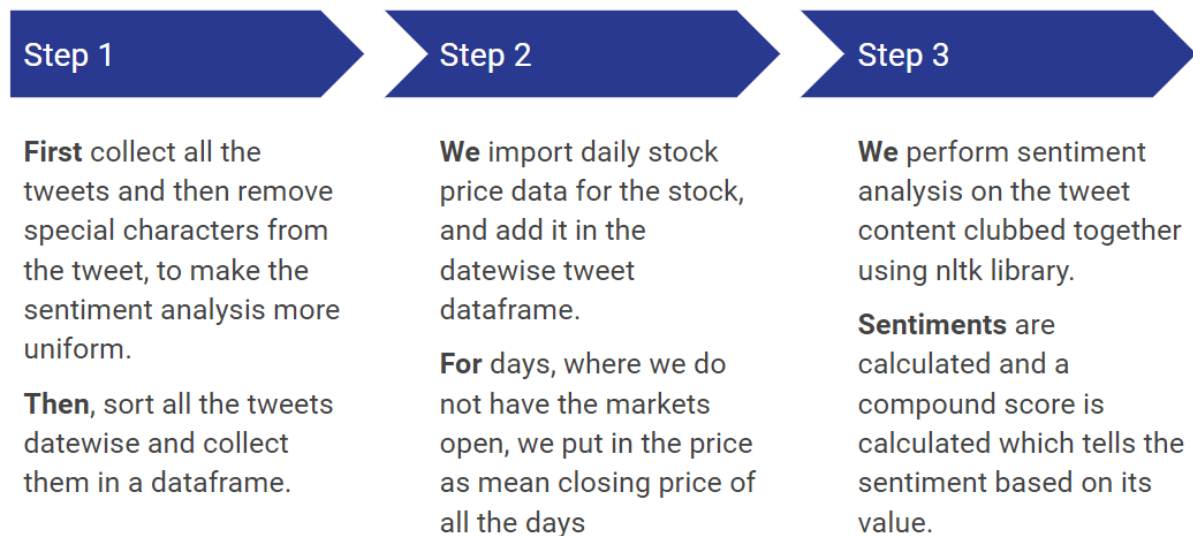 Step 1
First collect all the
tweets and then remove
special characters from
the tweet, to make the
sentiment analysis more
uniform.
Then, sort all the tweets
datewise and collect
them in a dataframe.
Step 2
We import daily stock
price data for the stock,
and add it in the
datewise tweet
dataframe.
For days, where we do
not have the markets
open, we put in the price
as mean closing price of
all the days
Step 3
We perform sentiment
analysis on the tweet
content clubbed together
using nltk library.
Sentiments are
calculated and a
compound score is
calculated which tells the
sentiment based on its
value.